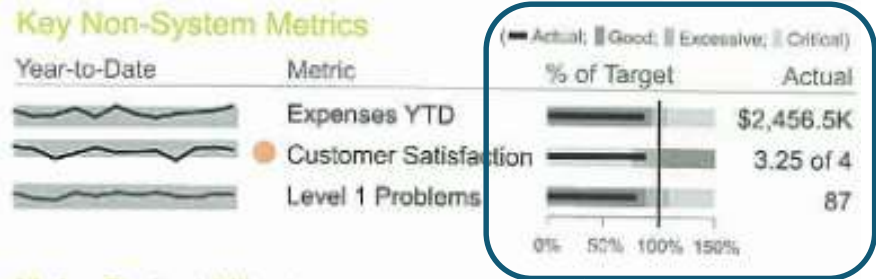 Key Non-System Metrics
(Actual; Good; Excessive; Critical)
Year-to-Date Metric % of Target Actual
Expenses YTD $2,456.5K
Customer Satisfaction 3.25 of 4
Level 1 Problems 87
0% 50% 100% 150%